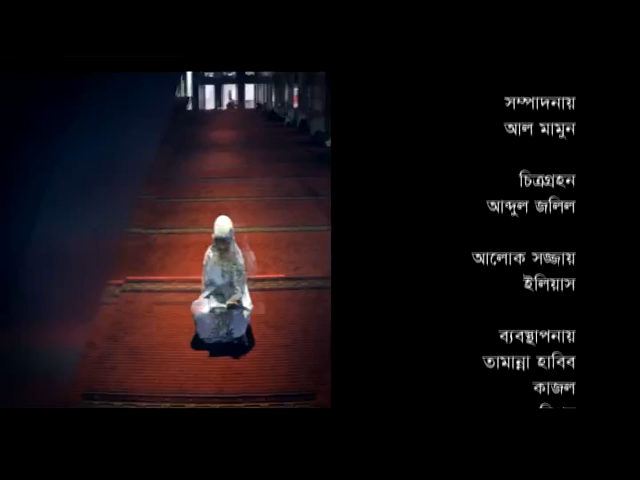 সম্পাদনায়
আল মামুন
চিত্রগ্রহন
আব্দুল জলিল
আলোক সজ্জায়
ইলিয়াস
ব্যবস্থাপনায়
তামান্না হাবিব
কাজল